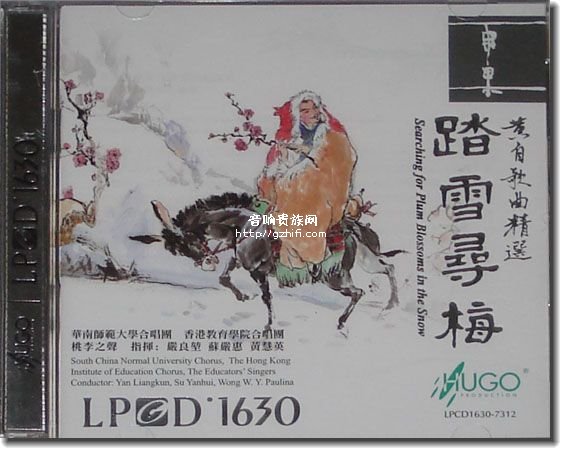 黃自歌曲精選
踏雪尋梅
Searching for Plum Blossoms in the Snow
音响贵族网
http://gzhifi.com
華南師範大學合唱團 香港教育學院合唱團
桃李之聲 指揮：嚴良堃 蘇嚴惠 黃慧英
South China Normal University Chorus, The Hong Kong
Institute of Education Chorus, The Educators' Singers
Conductor: Yan Liangkun, Su Yanhui, Wong W. Y. Paulina
LPCD·1630
HUGO®
PRODUCTION
LPCD1630-7312
HUGO
LPCD·1630